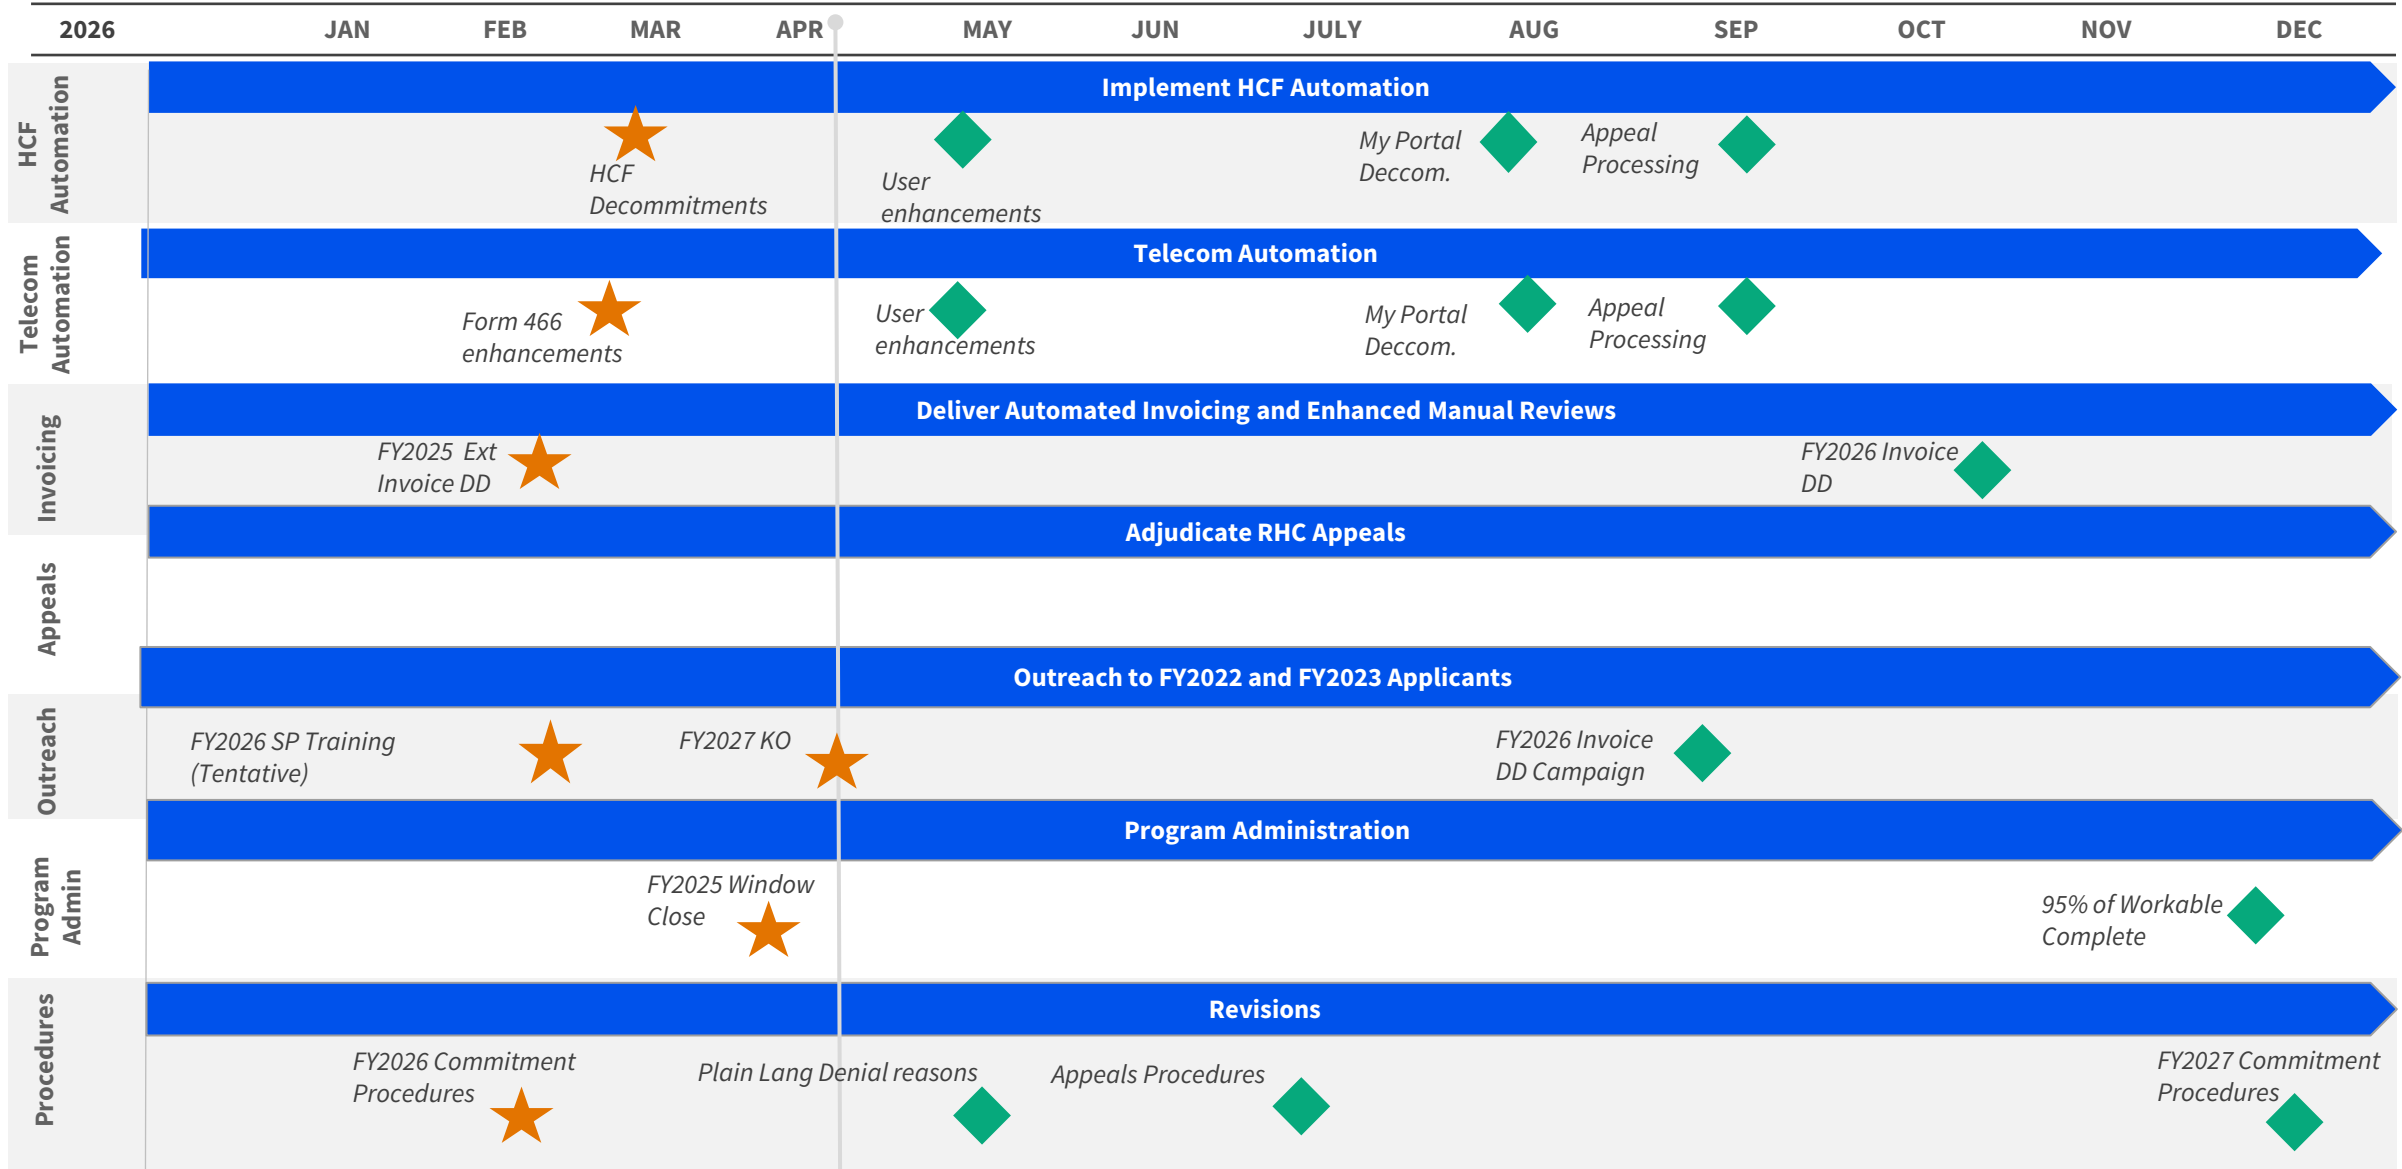 2026 JAN FEB MAR APR MAY JUN JULY AUG SEP OCT NOV DEC
HCF
Automation
Implement HCF Automation
HCF
Decommitments
User
enhancements
My Portal
Deccom.
Appeal
Processing
Telecom
Automation
Telecom Automation
Form 466
enhancements
User
enhancements
My Portal
Deccom.
Appeal
Processing
Invoicing
Deliver Automated Invoicing and Enhanced Manual Reviews
FY2025 Ext
Invoice DD
FY2026 Invoice
DD
Appeals
Adjudicate RHC Appeals
Outreach
Outreach to FY2022 and FY2023 Applicants
FY2026 SP Training
(Tentative)
FY2027 KO
FY2026 Invoice
DD Campaign
Program
Admin
Program Administration
FY2025 Window
Close
95% of Workable
Complete
Procedures
Revisions
FY2026 Commitment
Procedures
Plain Lang Denial reasons
Appeals Procedures
FY2027 Commitment
Procedures